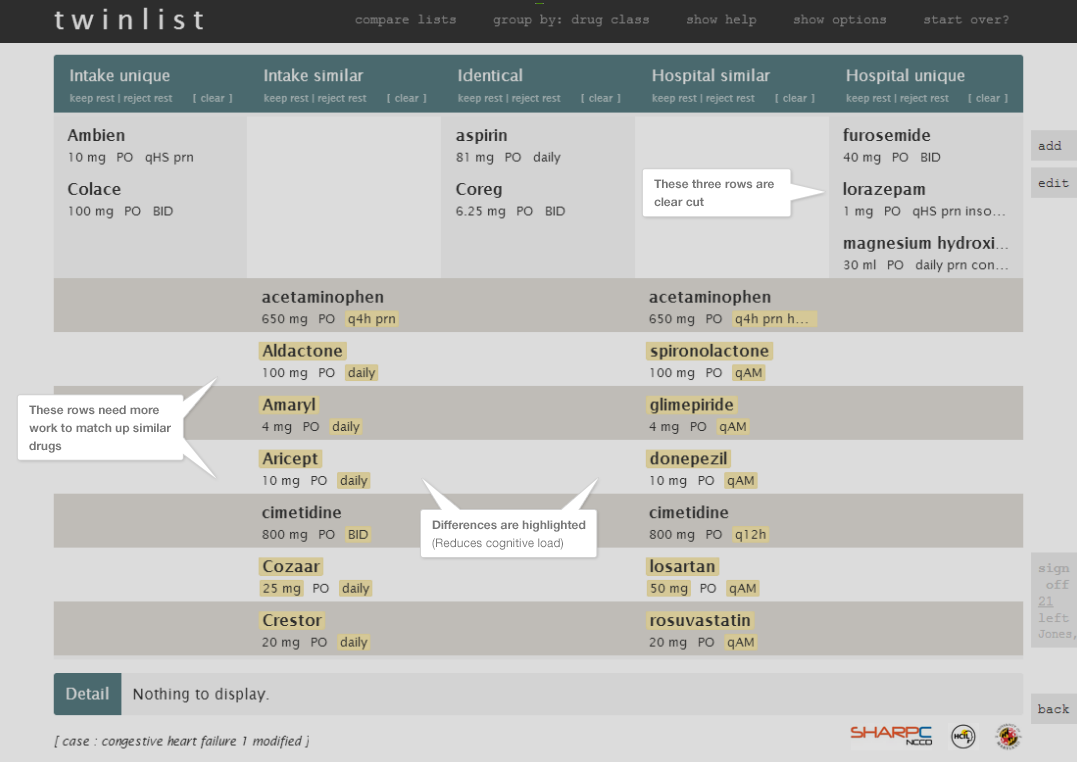 twinlist
compare lists group by: drug class show help show options start over?
Intake unique Intake similar Identical Hospital similar Hospital unique
keep rest | reject rest [ clear ] keep rest | reject rest [ clear ] keep rest | reject rest [ clear ] keep rest | reject rest [ clear ] keep rest | reject rest [ clear ]
Ambien aspirin furosemide
10 mg PO qHS prn 81 mg PO daily 40 mg PO BID
add
These three rows are
clear cut
edit
Colace Coreg lorazepam
100 mg PO BID 6.25 mg PO BID 1 mg PO qHS prn inso...
magnesium hydroxi...
30 ml PO daily prn con...
acetaminophen acetaminophen
650 mg PO q4h prn 650 mg PO q4h prn h...
Aldactone spironolactone
100 mg PO daily 100 mg PO qAM
These rows need more
work to match up similar
drugs
Amaryl glimepiride
4 mg PO daily 4 mg PO qAM
Aricept donepezil
10 mg PO daily 10 mg PO qAM
cimetidine cimetidine
800 mg PO BID 800 mg PO q12h
Differences are highlighted
(Reduces cognitive load)
Cozaar losartan
25 mg PO daily 50 mg PO qAM
Crestor rosuvastatin
20 mg PO daily 20 mg PO qAM
sign
off
21
left
Jones,
Detail Nothing to display.
back
[ case : congestive heart failure 1 modified ]
SHARPC
NCCD
HCIL